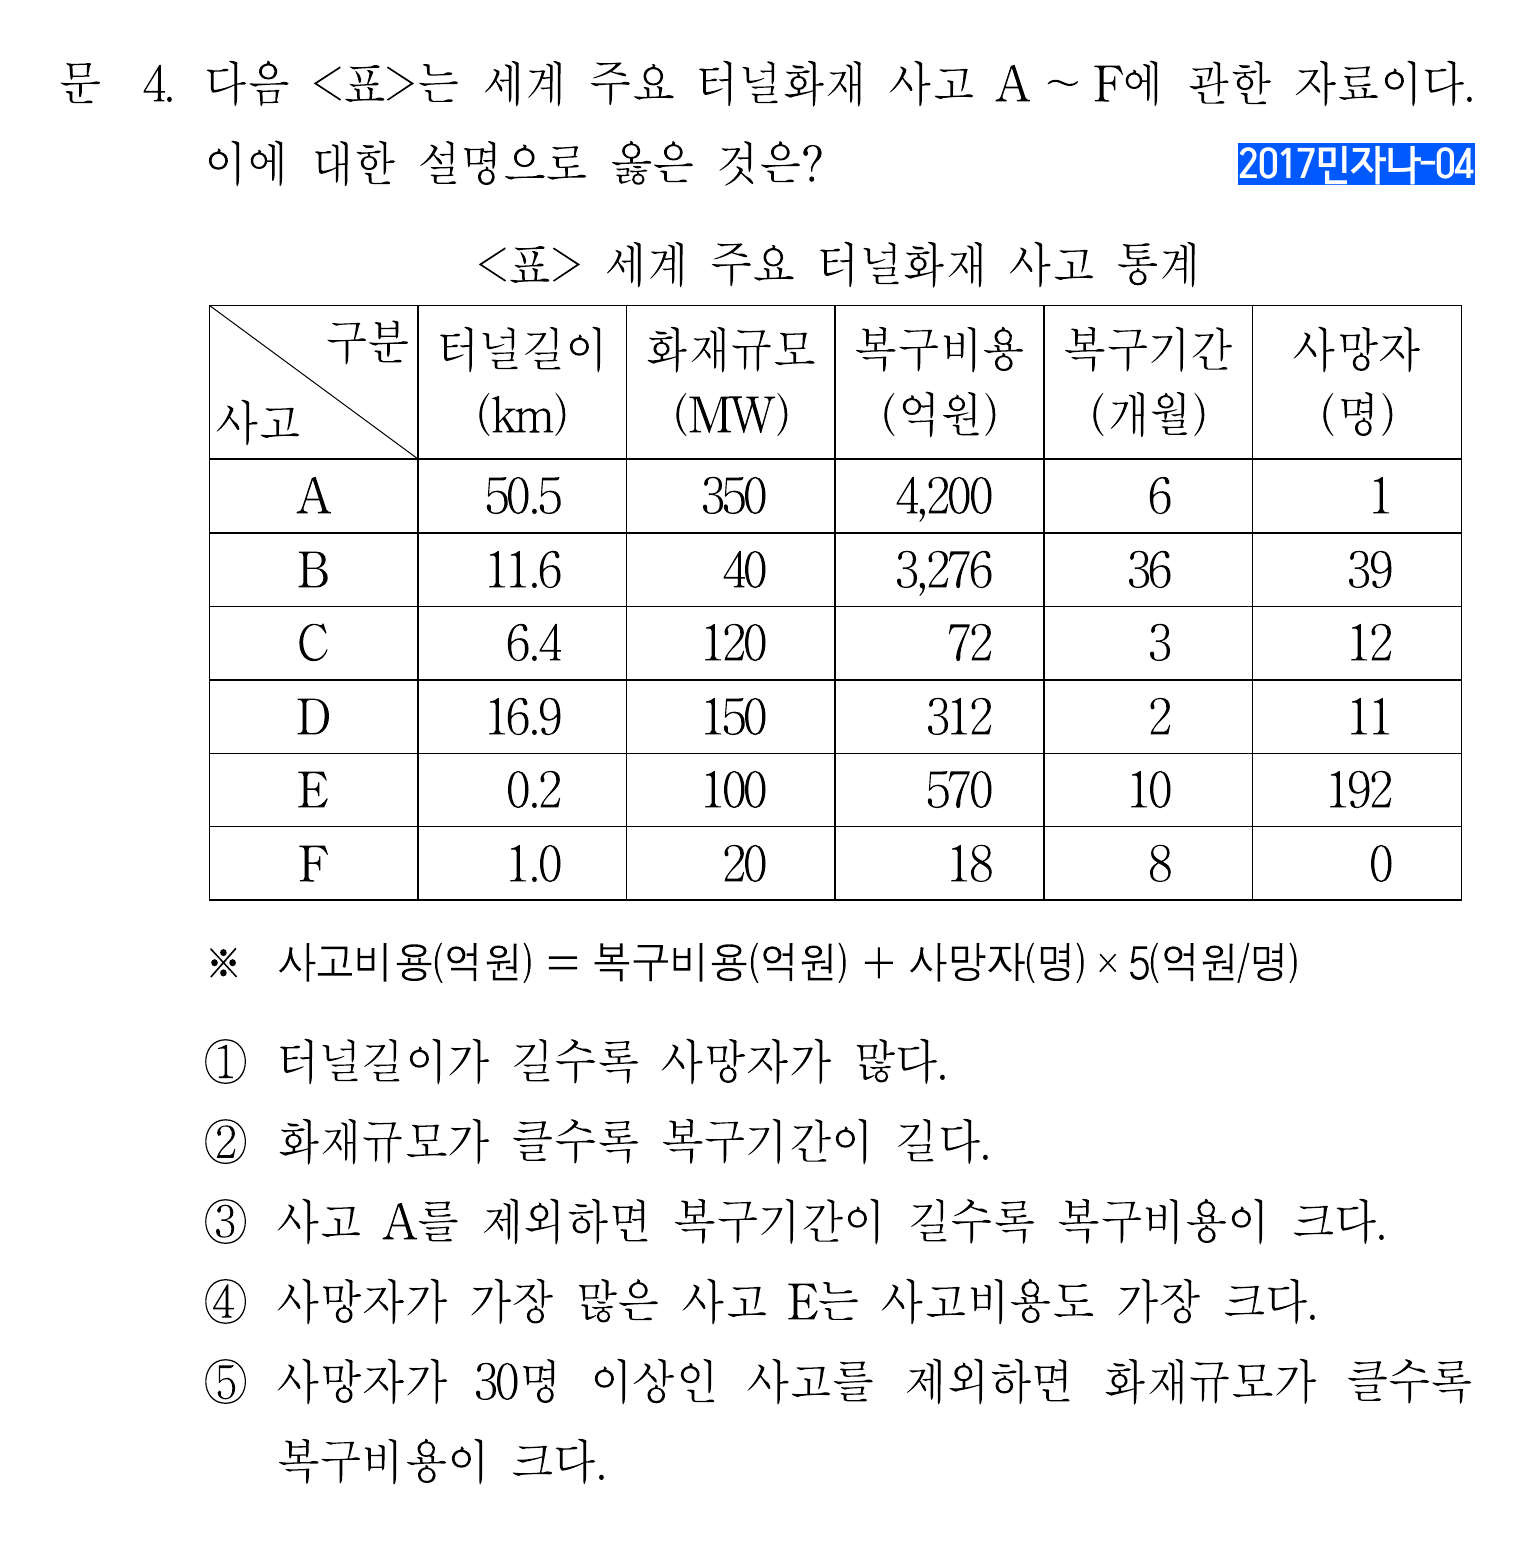 문 4. 다음 <표>는 세계 주요 터널화재 사고 A ~ F에 관한 자료이다.
이에 대한 설명으로 옳은 것은?
2017민자나-04
<표> 세계 주요 터널화재 사고 통계
구분 터널길이 화재규모 복구비용 복구기간 사망자
사고 (km) (MW) (억원) (개월) (명)
A 50.5 350 4,200 6 1
B 11.6 40 3,276 36 39
C 6.4 120 72 3 12
D 16.9 150 312 2 11
E 0.2 100 570 10 192
F 1.0 20 18 8 0
※ 사고비용(억원) = 복구비용(억원) + 사망자(명) × 5(억원/명)
① 터널길이가 길수록 사망자가 많다.
② 화재규모가 클수록 복구기간이 길다.
③ 사고 A를 제외하면 복구기간이 길수록 복구비용이 크다.
④ 사망자가 가장 많은 사고 E는 사고비용도 가장 크다.
⑤ 사망자가 30명 이상인 사고를 제외하면 화재규모가 클수록
복구비용이 크다.